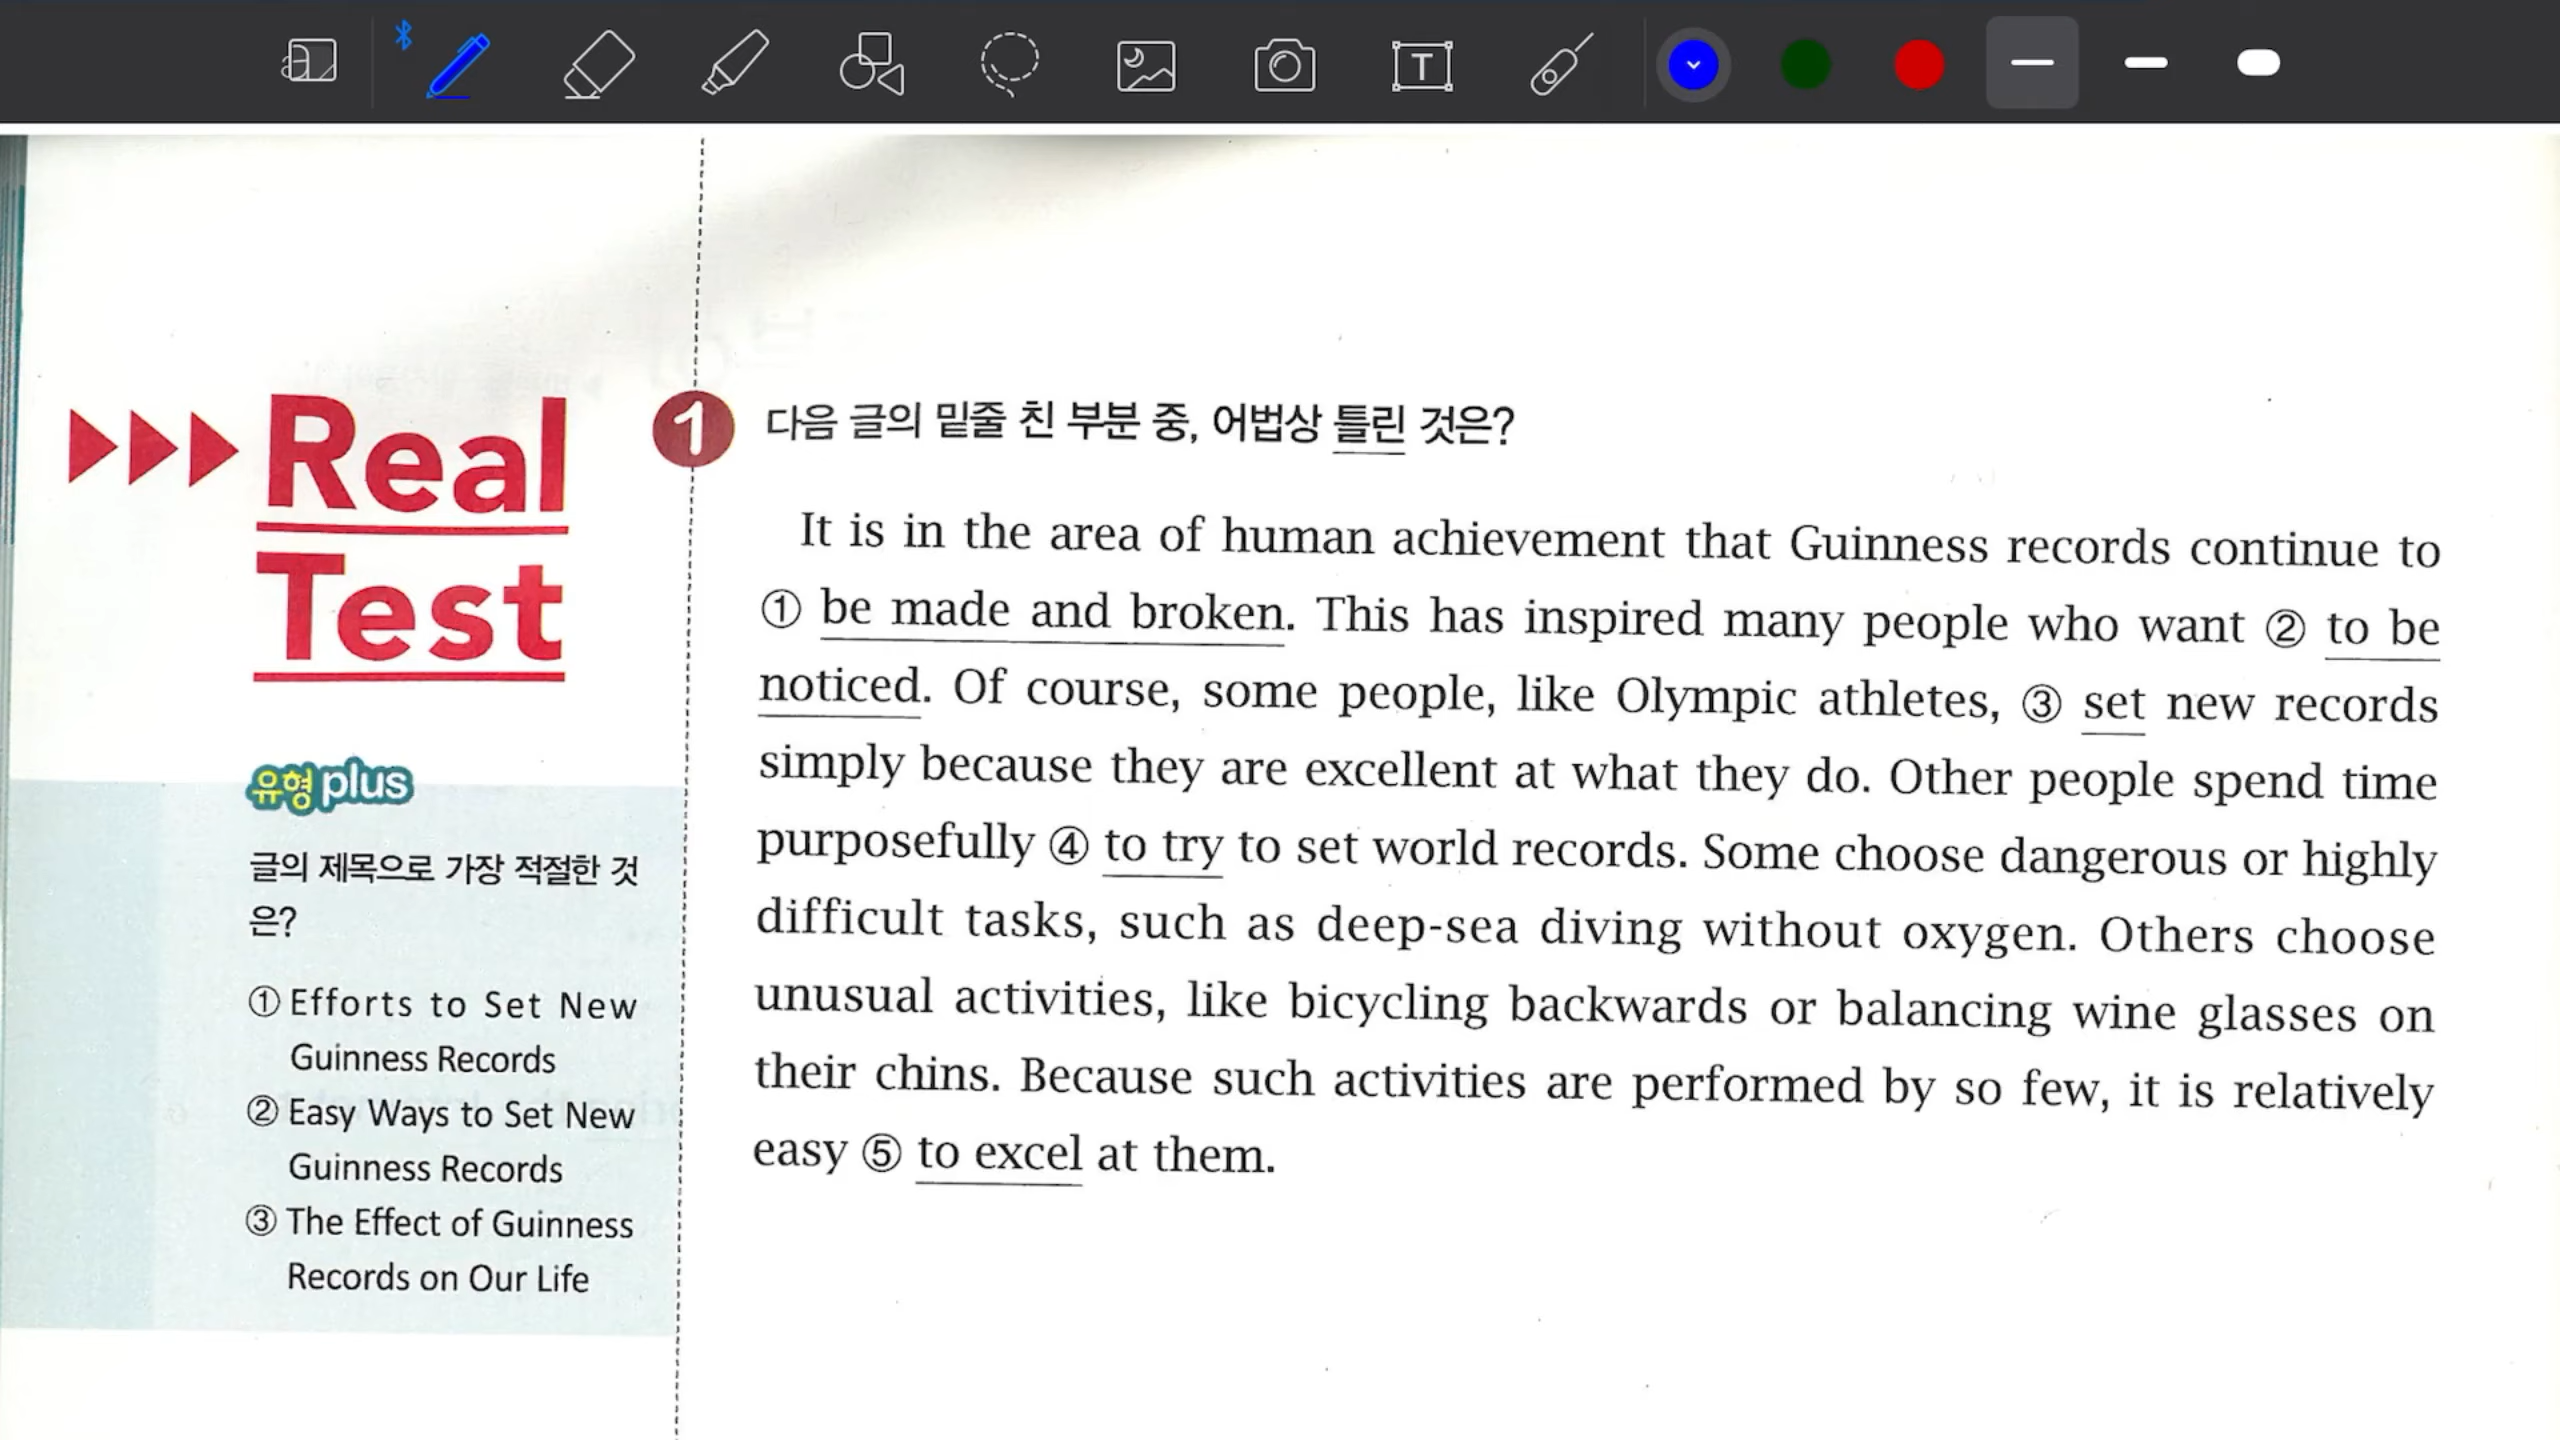 Real
Test
유형plus
글의 제목으로 가장 적절한 것
은?
① Efforts to Set New
Guinness Records
② Easy Ways to Set New
Guinness Records
③ The Effect of Guinness
Records on Our Life
1 다음 글의 밑줄 친 부분 중, 어법상 틀린 것은?
It is in the area of human achievement that Guinness records continue to
① be made and broken. This has inspired many people who want ② to be
noticed. Of course, some people, like Olympic athletes, ③ set new records
simply because they are excellent at what they do. Other people spend time
purposefully ④ to try to set world records. Some choose dangerous or highly
difficult tasks, such as deep-sea diving without oxygen. Others choose
unusual activities, like bicycling backwards or balancing wine glasses on
their chins. Because such activities are performed by so few, it is relatively
easy ⑤ to excel at them.